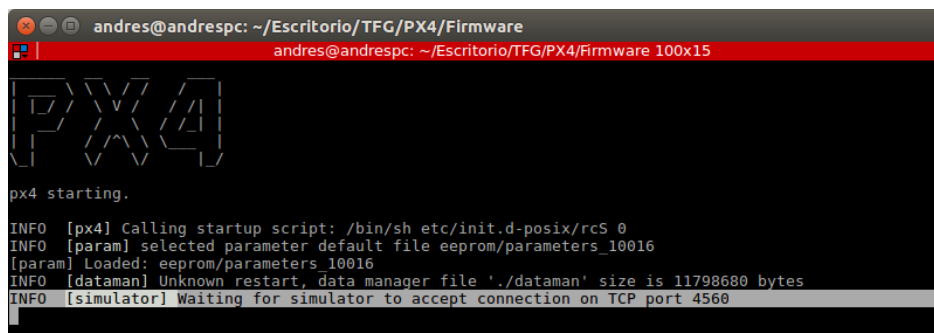 andres@andrespc: ~/Escritorio/TFG/PX4/Firmware
andres@andrespc: ~/Escritorio/TFG/PX4/Firmware 100x15
PX4
px4 starting.
INFO  [px4] Calling startup script: /bin/sh etc/init.d-posix/rcS 0
INFO  [param] selected parameter default file eeprom/parameters_10016
[param] Loaded: eeprom/parameters_10016
INFO  [dataman] Unknown restart, data manager file './dataman' size is 11798680 bytes
INFO  [simulator] Waiting for simulator to accept connection on TCP port 4560